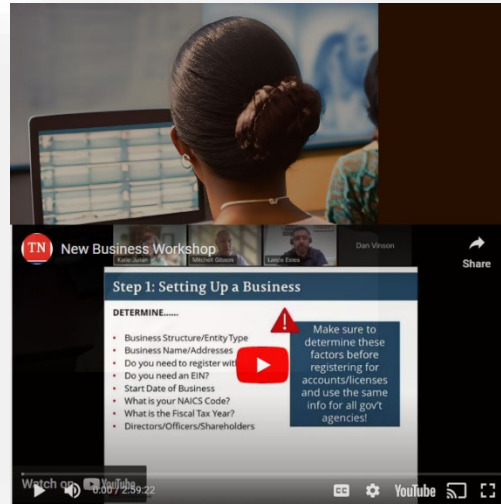 TN
New Business Workshop
Mitchell Gibson
Lance Estes
Dan Vinson
Share
Step 1: Setting Up a Business
DETERMINE......
• Business Structure/Entity Type
• Business Name/Addresses
• Do you need to register with
• Do you need an EIN?
• Start Date of Business
• What is your NAICS Code?
• What is the Fiscal Tax Year?
• Directors/Officers/Shareholders
Make sure to
determine these
factors before
registering for
accounts/licenses
and use the same
info for all gov't
agencies!
Watch on YouTube
0:00 / 2:59:22
CC
YouTube